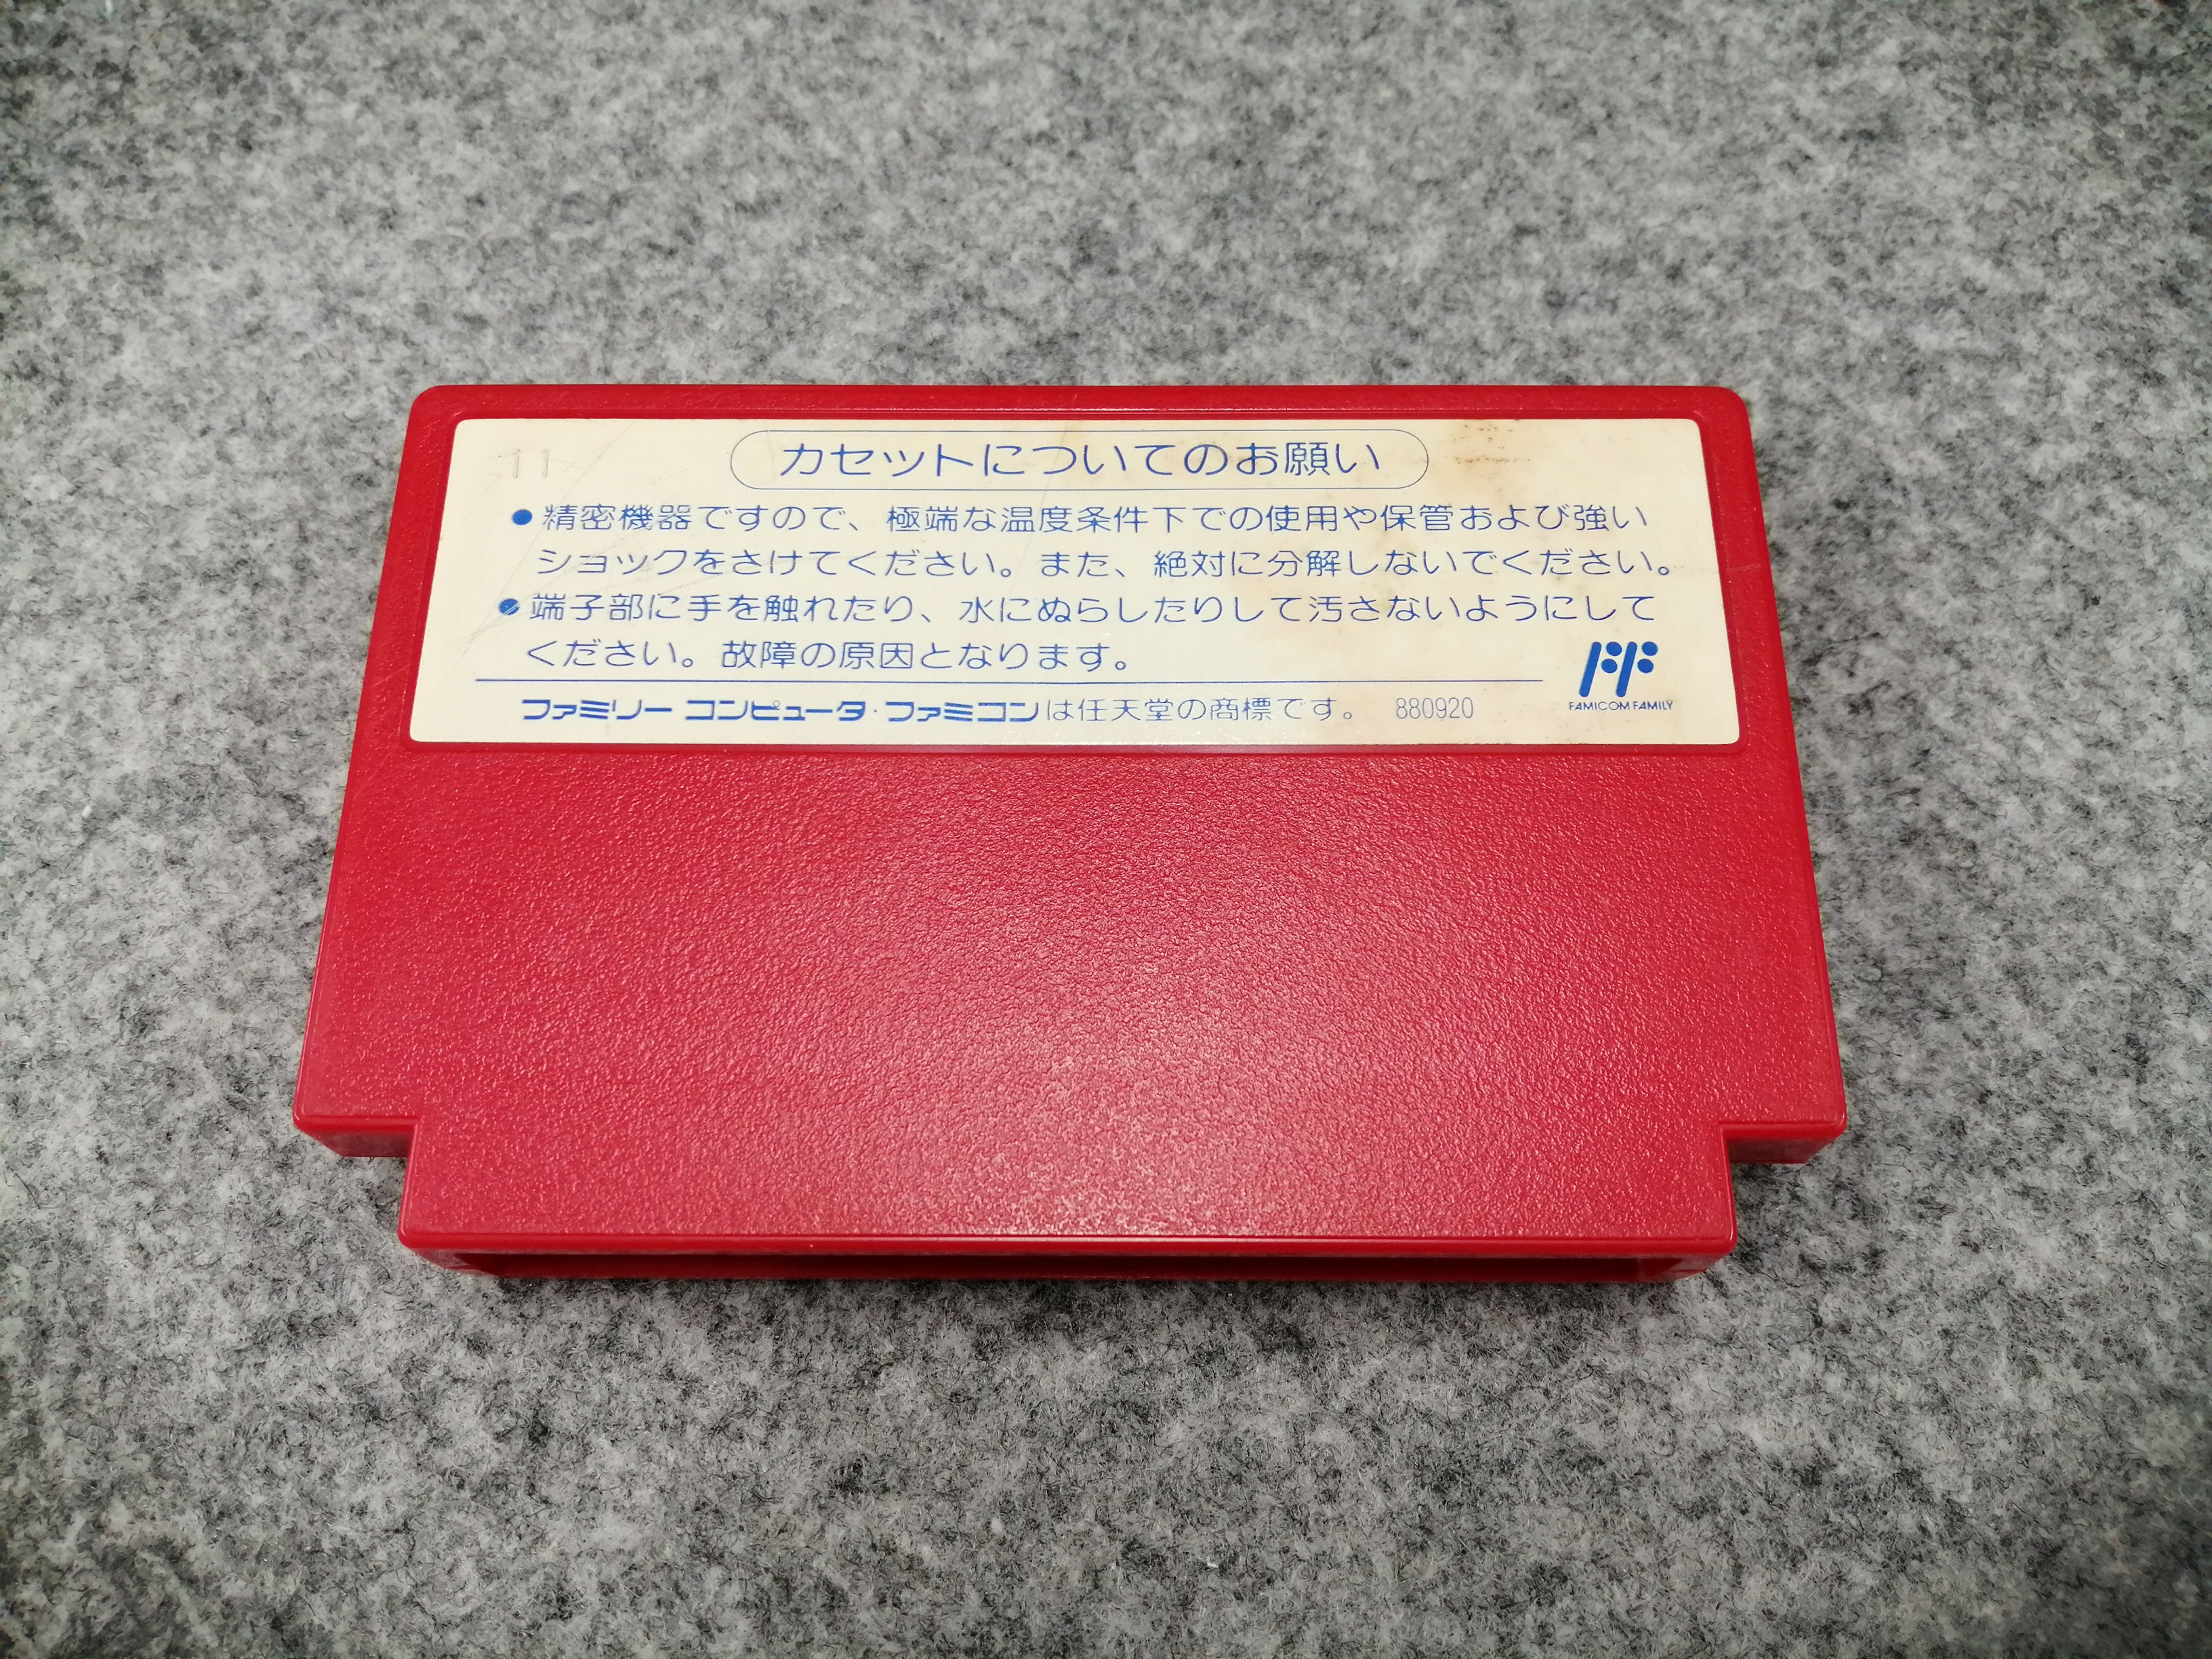 11
カセットについてのお願い
●精密機器ですので、極端な温度条件下での使用や保管および強い
ショックをさけてください。また、絶対に分解しないでください。
●端子部に手を触れたり、水にぬらしたりして汚さないようにして
ください。故障の原因となります。
FF
FAMICOM FAMILY
ファミリー コンピュータ・ファミコンは任天堂の商標です。 880920